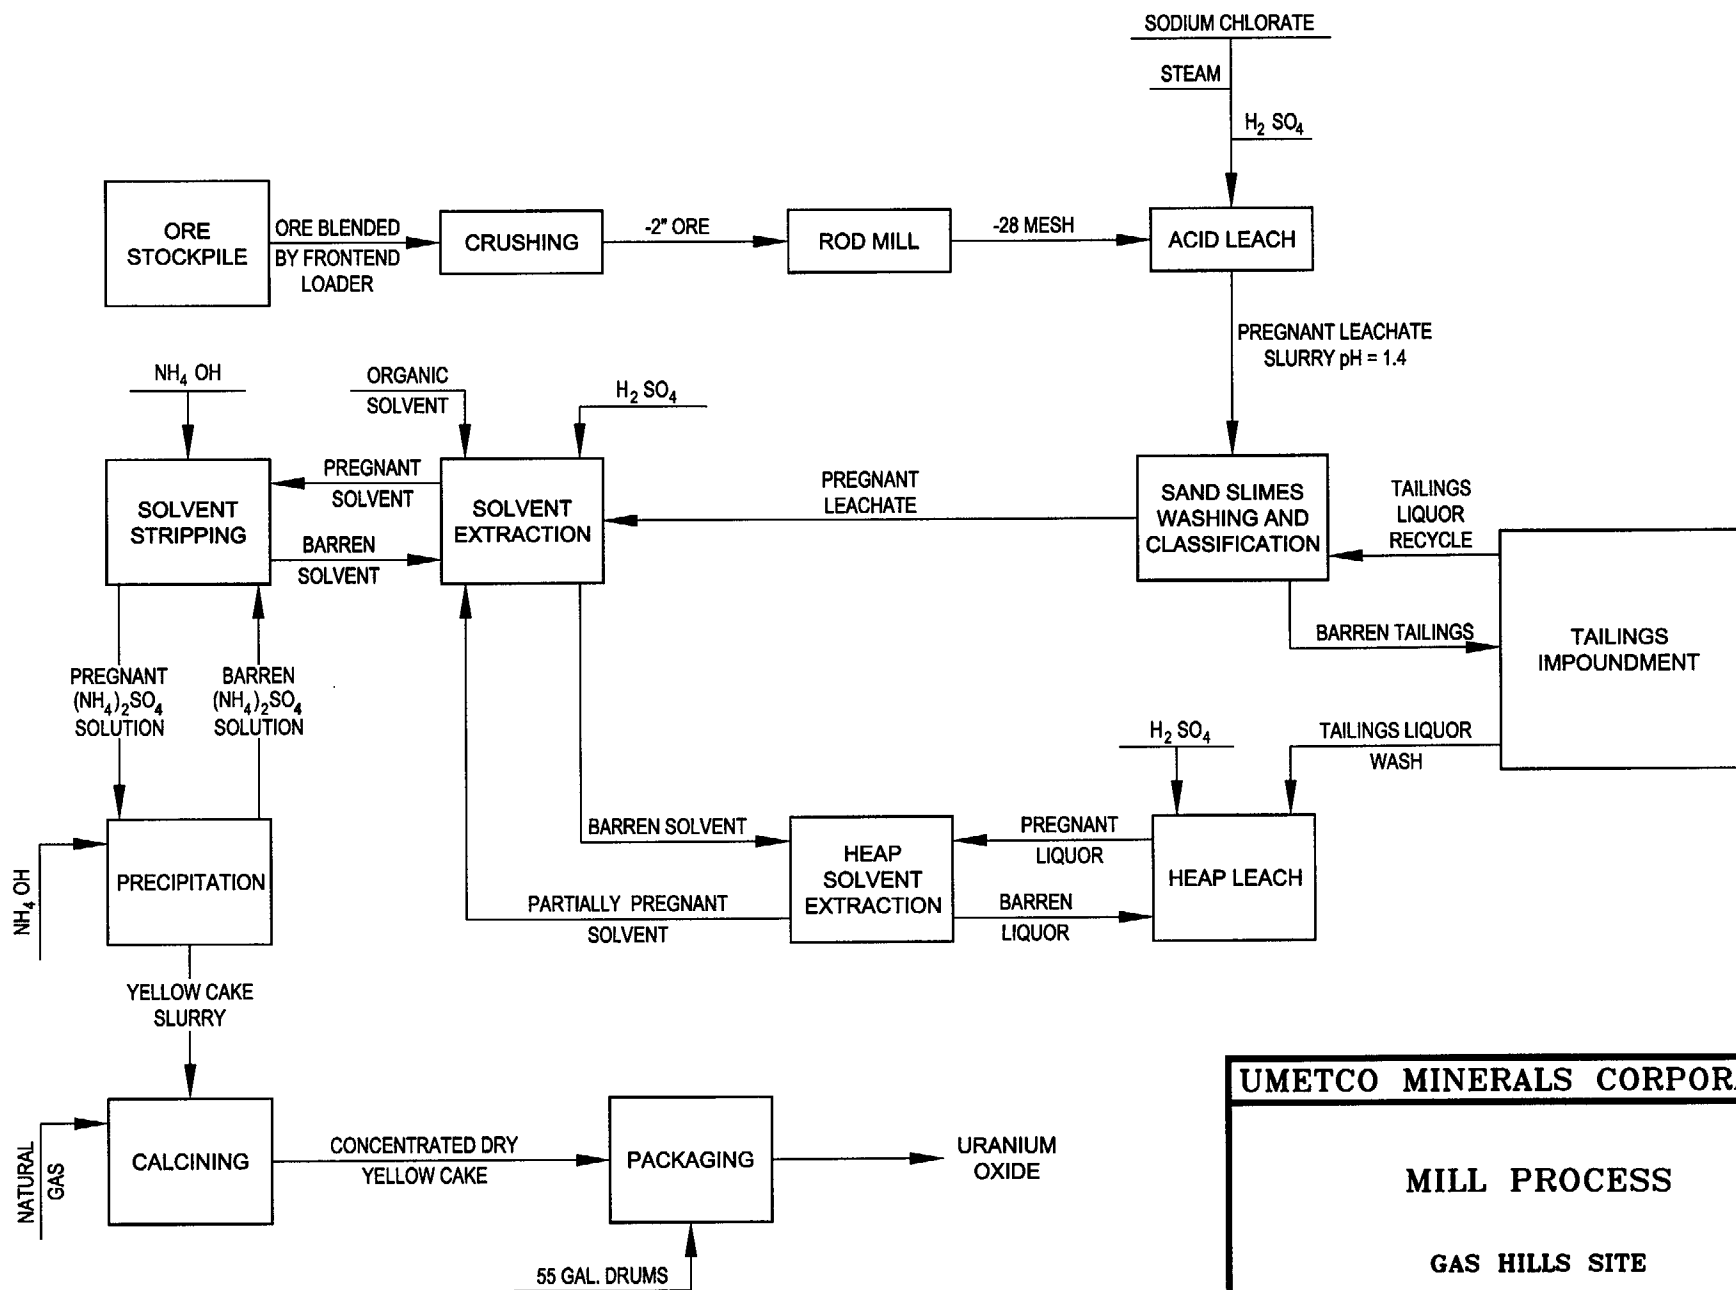 SODIUM CHLORATE
STEAM
H₂ SO₄
ORE
STOCKPILE
ORE BLENDED
BY FRONTEND
LOADER
CRUSHING
-2" ORE
ROD MILL
-28 MESH
ACID LEACH
PREGNANT LEACHATE
SLURRY pH = 1.4
NH₄ OH
ORGANIC
SOLVENT
H₂ SO₄
SOLVENT
STRIPPING
PREGNANT
SOLVENT
BARREN
SOLVENT
SOLVENT
EXTRACTION
PREGNANT
LEACHATE
SAND SLIMES
WASHING AND
CLASSIFICATION
TAILINGS
LIQUOR
RECYCLE
BARREN TAILINGS
TAILINGS
IMPOUNDMENT
TAILINGS LIQUOR
WASH
PREGNANT
(NH₄)₂SO₄
SOLUTION
BARREN
(NH₄)₂SO₄
SOLUTION
H₂ SO₄
BARREN SOLVENT
PARTIALLY PREGNANT
SOLVENT
HEAP
SOLVENT
EXTRACTION
PREGNANT
LIQUOR
BARREN
LIQUOR
HEAP LEACH
NH₄ OH
PRECIPITATION
YELLOW CAKE
SLURRY
NATURAL
GAS
CALCINING
CONCENTRATED DRY
YELLOW CAKE
PACKAGING
URANIUM
OXIDE
55 GAL. DRUMS
UMETCO MINERALS CORPOR
MILL PROCESS
GAS HILLS SITE